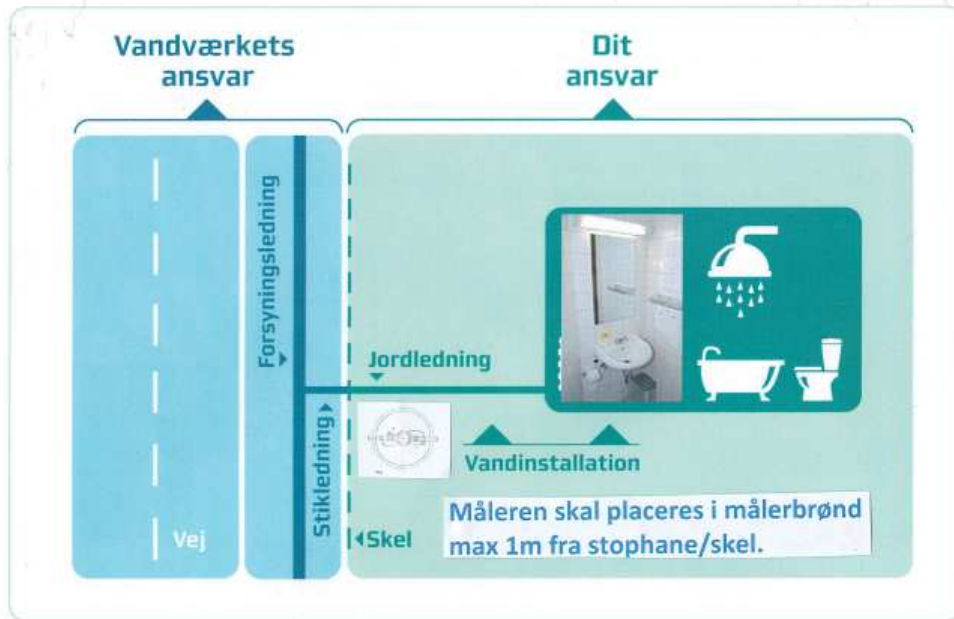 Vandværkets
ansvar
Dit
ansvar
Forsyningsledning
Jordledning
Stikledning
Vandinstallation
Vej
Skel
Måleren skal placeres i målerbrønd
max 1m fra stophane/skel.